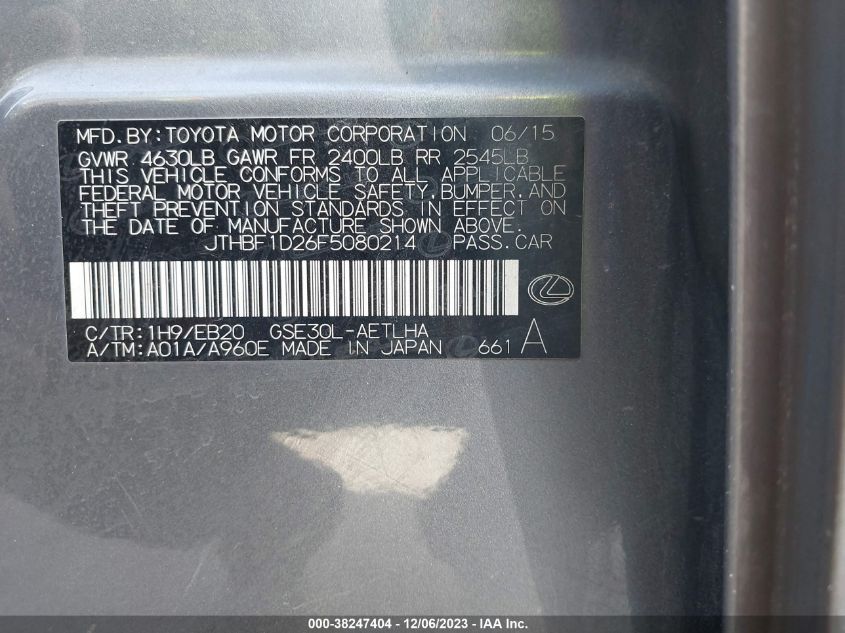 MFD.BY:TOYOTA MOTOR CORPORATION 06/15
GVWR 4630LB GAWR FR 2400LB RR 2545LB
THIS VEHICLE CONFORMS TO ALL APPLICABLE
FEDERAL MOTOR VEHICLE SAFETY, BUMPER, AND
THEFT PREVENTION STANDARDS IN EFFECT ON
THE DATE OF MANUFACTURE SHOWN ABOVE.
JTHBF1D26F5080214 PASS.CAR
C/TR:1H9/EB20 GSE30L-AETLHA
A/TM:A01A/A960E MADE IN JAPAN 661 A
000-38247404 - 12/06/2023 - IAA Inc.